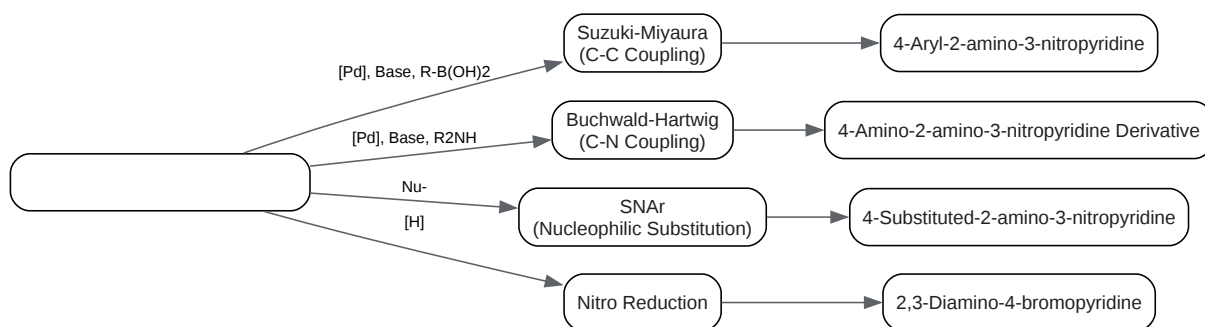 Suzuki-Miyaura
(C-C Coupling)
4-Aryl-2-amino-3-nitropyridine
[Pd], Base, R-B(OH)2
Buchwald-Hartwig
(C-N Coupling)
4-Amino-2-amino-3-nitropyridine Derivative
[Pd], Base, R2NH
Nu-
SNAr
(Nucleophilic Substitution)
4-Substituted-2-amino-3-nitropyridine
[H]
Nitro Reduction
2,3-Diamino-4-bromopyridine